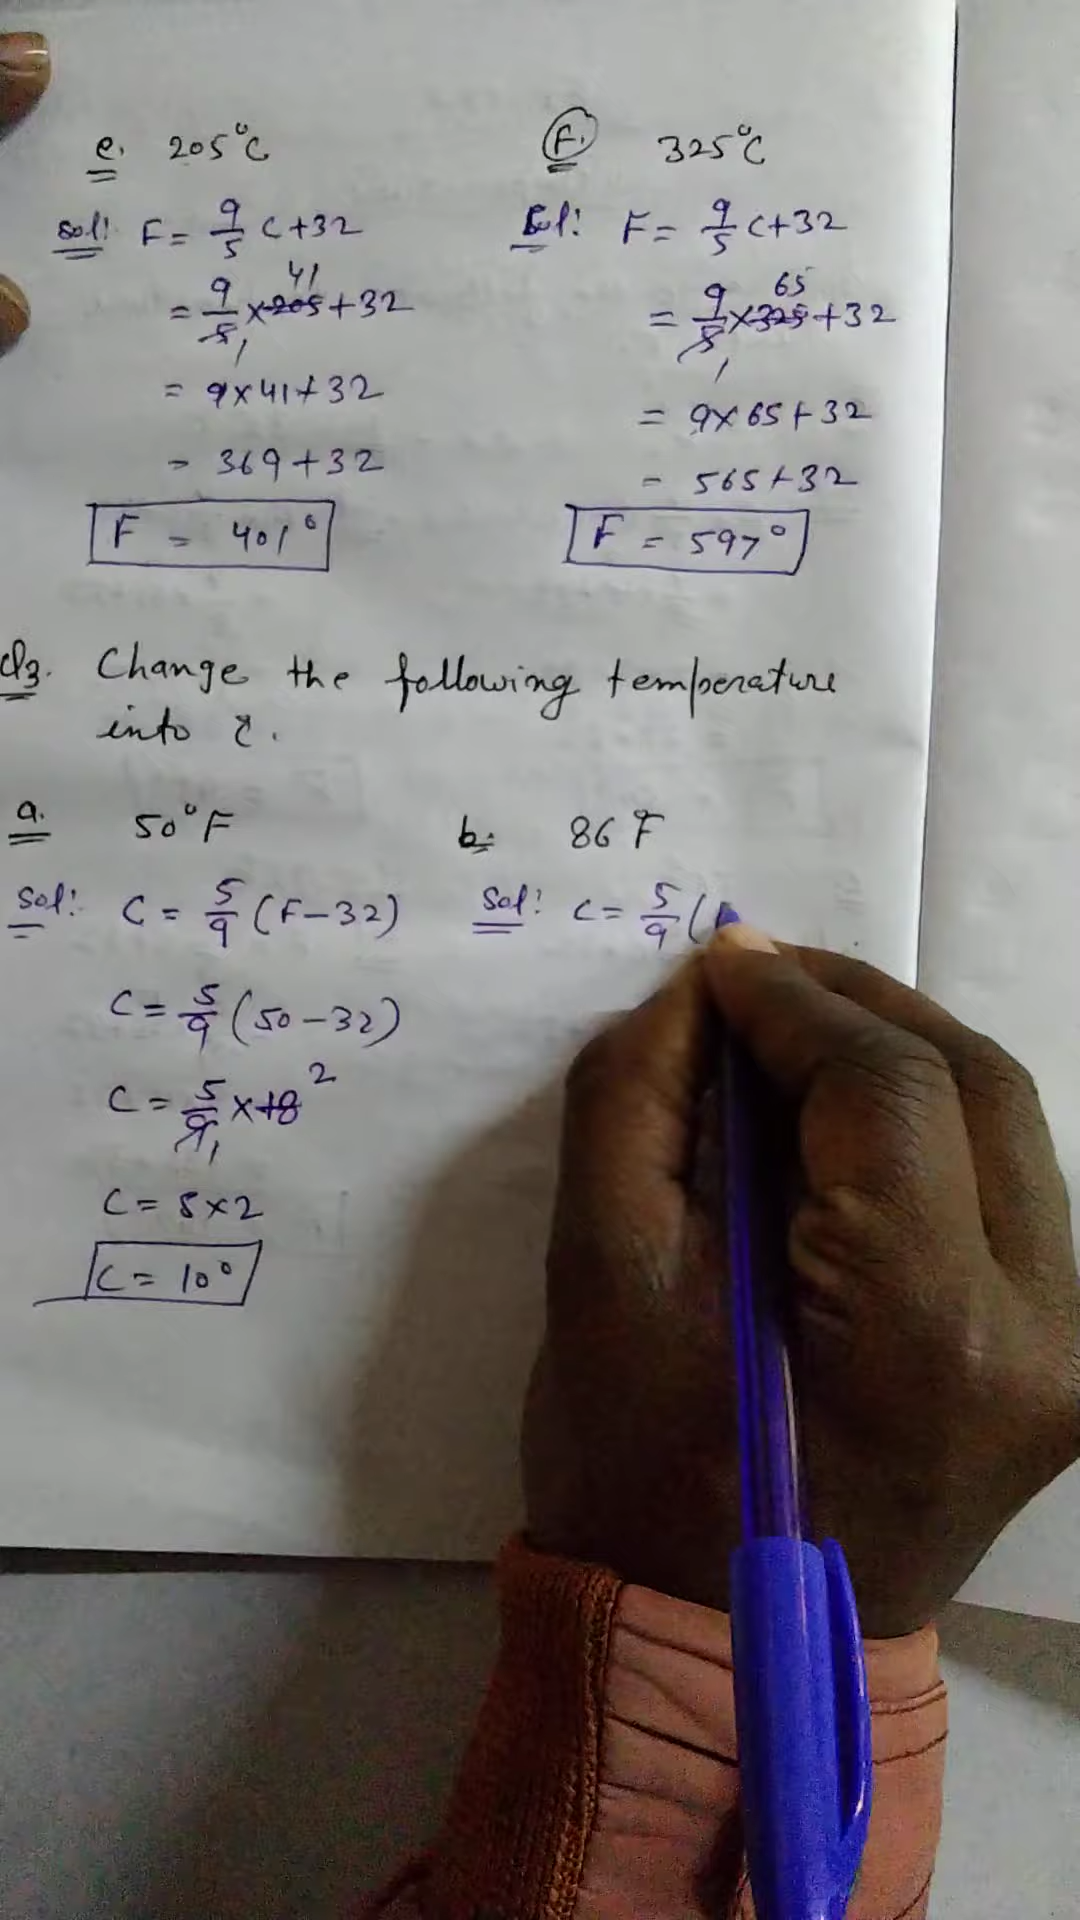 e. 205°C
Sol: F = 9/5 C + 32
= 9/5 × 205 + 32
41
1
= 9 × 41 + 32
= 369 + 32
F = 401°
F. 325°C
Sol: F = 9/5 C + 32
= 9/5 × 325 + 32
65
1
= 9 × 65 + 32
= 565 + 32
F = 597°
Q3. Change the following temperature
into °C.
a. 50°F
Sol: C = 5/9 (F - 32)
C = 5/9 (50 - 32)
C = 5/9 × 18
2
1
C = 5 × 2
C = 10°
b. 86°F
Sol: C = 5/9 (